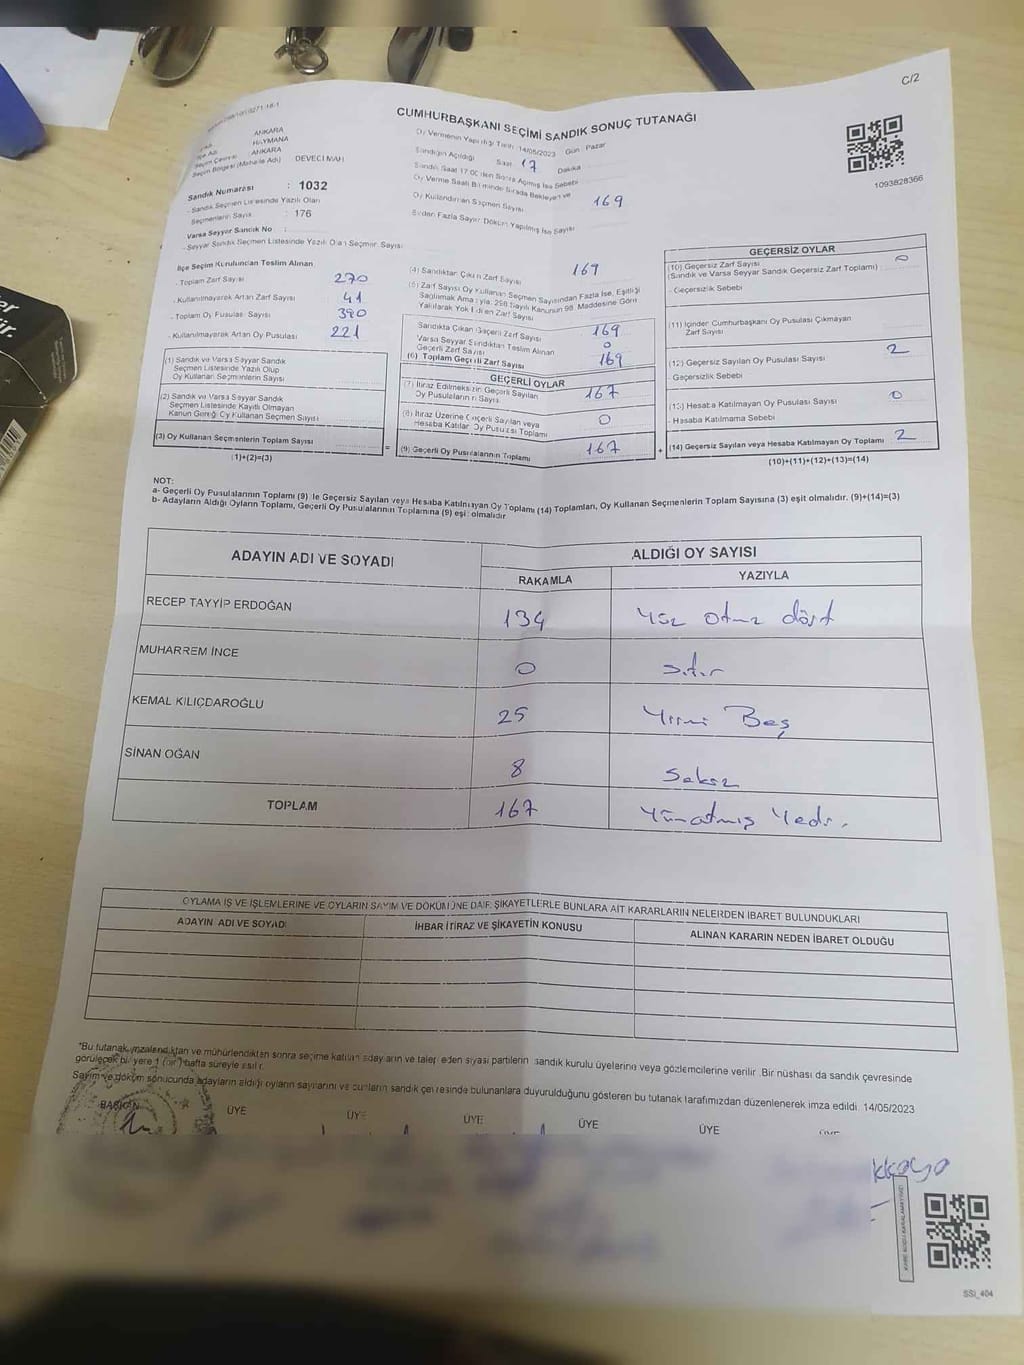 C/2
CUMHURBAŞKANI SEÇİMİ SANDIK SONUÇ TUTANAĞI
1093828366
ANKARA
İlçe Adı HAYMANA
Seçim Çevresi ANKARA
Seçim Bölgesi (Mahalle Adı) DEVECİ MAH
Sandık Numarası : 1032
- Sandık Seçmen Listesinde Yazılı Olan
Seçmenlerin Sayısı : 176
Varsa Seyyar Sandık No :
- Seyyar Sandık Seçmen Listesinde Yazılı Olan Seçmen Sayısı
Oy Vermenin Yapıldığı Tarih 14/05/2023 Gün : Pazar
Sandığın Açıldığı Saat 17 Dakika
Sandık Saat 17:00'den Sonra Açılmış İse Sebebi
Oy Verme Saati Bitiminde Sırada Bekleyen ve
Oy Kullandırılan Seçmen Sayısı 169
Birden Fazla Sayım Döküm Yapılmış İse Sayısı
İlçe Seçim Kurulundan Teslim Alınan
- Toplam Zarf Sayısı 270
- Kullanılmayarak Artan Zarf Sayısı 41
- Toplam Oy Pusulası Sayısı 390
- Kullanılmayarak Artan Oy Pusulası 221
(1) Sandık ve Varsa Seyyar Sandık
Seçmen Listesinde Yazılı Olup
Oy Kullanan Seçmenlerin Sayısı
(2) Sandık ve Varsa Seyyar Sandık
Seçmen Listesinde Kayıtlı Olmayan
Kanun Gereği Oy Kullanan Seçmen Sayısı
(3) Oy Kullanan Seçmenlerin Toplam Sayısı =
(1)+(2)=(3)
(4) Sandıktan Çıkan Zarf Sayısı 169
(5) Zarf Sayısı Oy Kullanan Seçmen Sayısından Fazla İse, Eşitliği
Sağlamak Amacıyla, 298 Sayılı Kanunun 98. Maddesine Göre
Yakılarak Yok Edilen Zarf Sayısı
Sandıkta Çıkan Geçerli Zarf Sayısı 169
Varsa Seyyar Sandıktan Teslim Alınan
Geçerli Zarf Sayısı 0
(6) Toplam Geçerli Zarf Sayısı 169
GEÇERLİ OYLAR
(7) İtiraz Edilmeksizin Geçerli Sayılan
Oy Pusulalarının Sayısı 167
(8) İtiraz Üzerine Geçerli Sayılan veya
Hesaba Katılan Oy Pusulası Toplamı 0
(9) Geçerli Oy Pusulalarının Toplamı 167 +
GEÇERSİZ OYLAR
(10) Geçersiz Zarf Sayısı
(Sandık ve Varsa Seyyar Sandık Geçersiz Zarf Toplamı) 0
- Geçersizlik Sebebi
(11) İçinden Cumhurbaşkanı Oy Pusulası Çıkmayan
Zarf Sayısı
(12) Geçersiz Sayılan Oy Pusulası Sayısı 2
- Geçersizlik Sebebi
(13) Hesaba Katılmayan Oy Pusulası Sayısı 0
- Hesaba Katılmama Sebebi
(14) Geçersiz Sayılan veya Hesaba Katılmayan Oy Toplamı 2
(10)+(11)+(12)+(13)=(14)
NOT:
a- Geçerli Oy Pusulalarının Toplamı (9) ile Geçersiz Sayılan veya Hesaba Katılmayan Oy Toplamı (14) Toplamları, Oy Kullanan Seçmenlerin Toplam Sayısına (3) eşit olmalıdır. (9)+(14)=(3)
b- Adayların Aldığı Oyların Toplamı, Geçerli Oy Pusulalarının Toplamına (9) eşit olmalıdır
ADAYIN ADI VE SOYADI ALDIĞI OY SAYISI
RAKAMLA YAZIYLA
RECEP TAYYİP ERDOĞAN 134 Yüz otuz dört
MUHARREM İNCE 0 sıfır
KEMAL KILIÇDAROĞLU 25 Yirmi Beş
SİNAN OĞAN 8 Sekiz
TOPLAM 167 Yüzatmış Yedi.
OYLAMA İŞ VE İŞLEMLERİNE VE OYLARIN SAYIM VE DÖKÜMÜNE DAİR ŞİKAYETLERLE BUNLARA AİT KARARLARIN NELERDEN İBARET BULUNDUKLARI
ADAYIN ADI VE SOYADI İHBAR İTİRAZ VE ŞİKAYETİN KONUSU ALINAN KARARIN NEDEN İBARET OLDUĞU
*Bu tutanak imzalandıktan ve mühürlendikten sonra seçime katılan adayların ve talep eden siyasi partilerin sandık kurulu üyelerini veya gözlemcilerine verilir. Bir nüshası da sandık çevresinde
görülecek bir yere 1 (bir) hafta süreyle asılır.
Sayım ve döküm sonucunda adayların aldığı oyların sayılarını ve bunların sandık çevresinde bulunanlara duyurulduğunu gösteren bu tutanak tarafımızdan düzenlenerek imza edildi. 14/05/2023
BAŞKAN ÜYE ÜYE ÜYE ÜYE ÜYE ÜYE
SSI_404